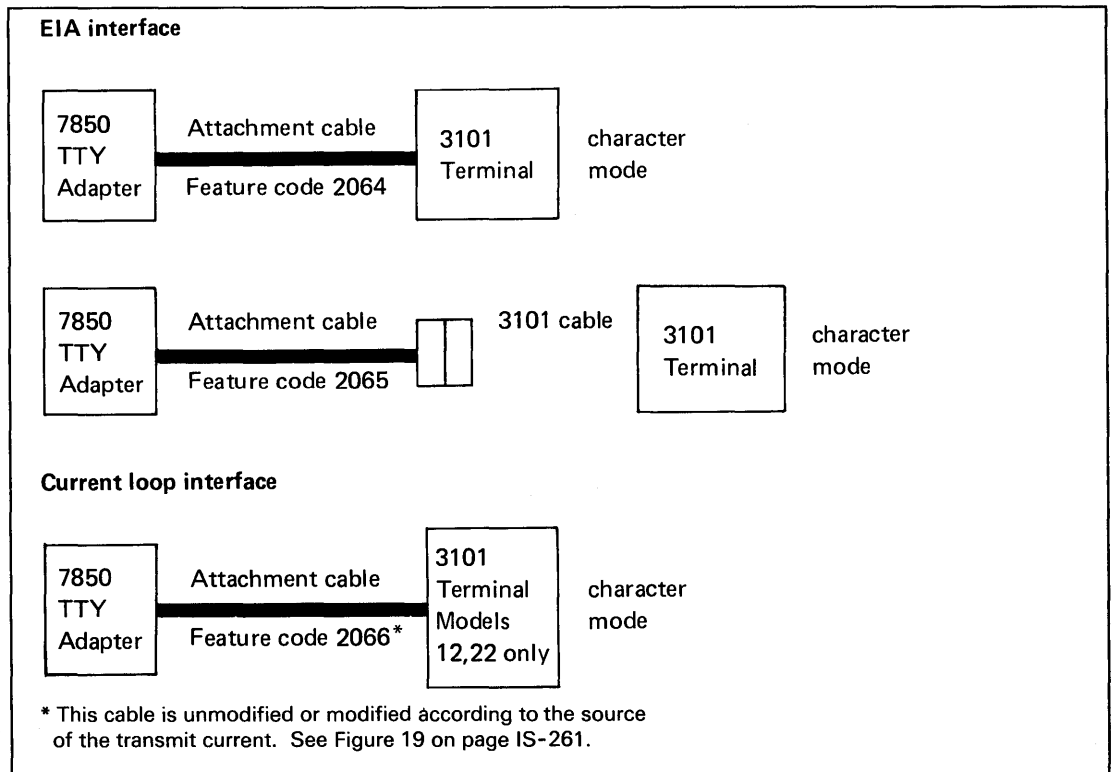 EIA interface
7850
TTY
Adapter
Attachment cable
Feature code 2064
3101
Terminal
character
mode
7850
TTY
Adapter
Attachment cable
Feature code 2065
3101 cable
3101
Terminal
character
mode
Current loop interface
7850
TTY
Adapter
Attachment cable
Feature code 2066*
3101
Terminal
Models
12,22 only
character
mode
* This cable is unmodified or modified according to the source
of the transmit current. See Figure 19 on page IS-261.